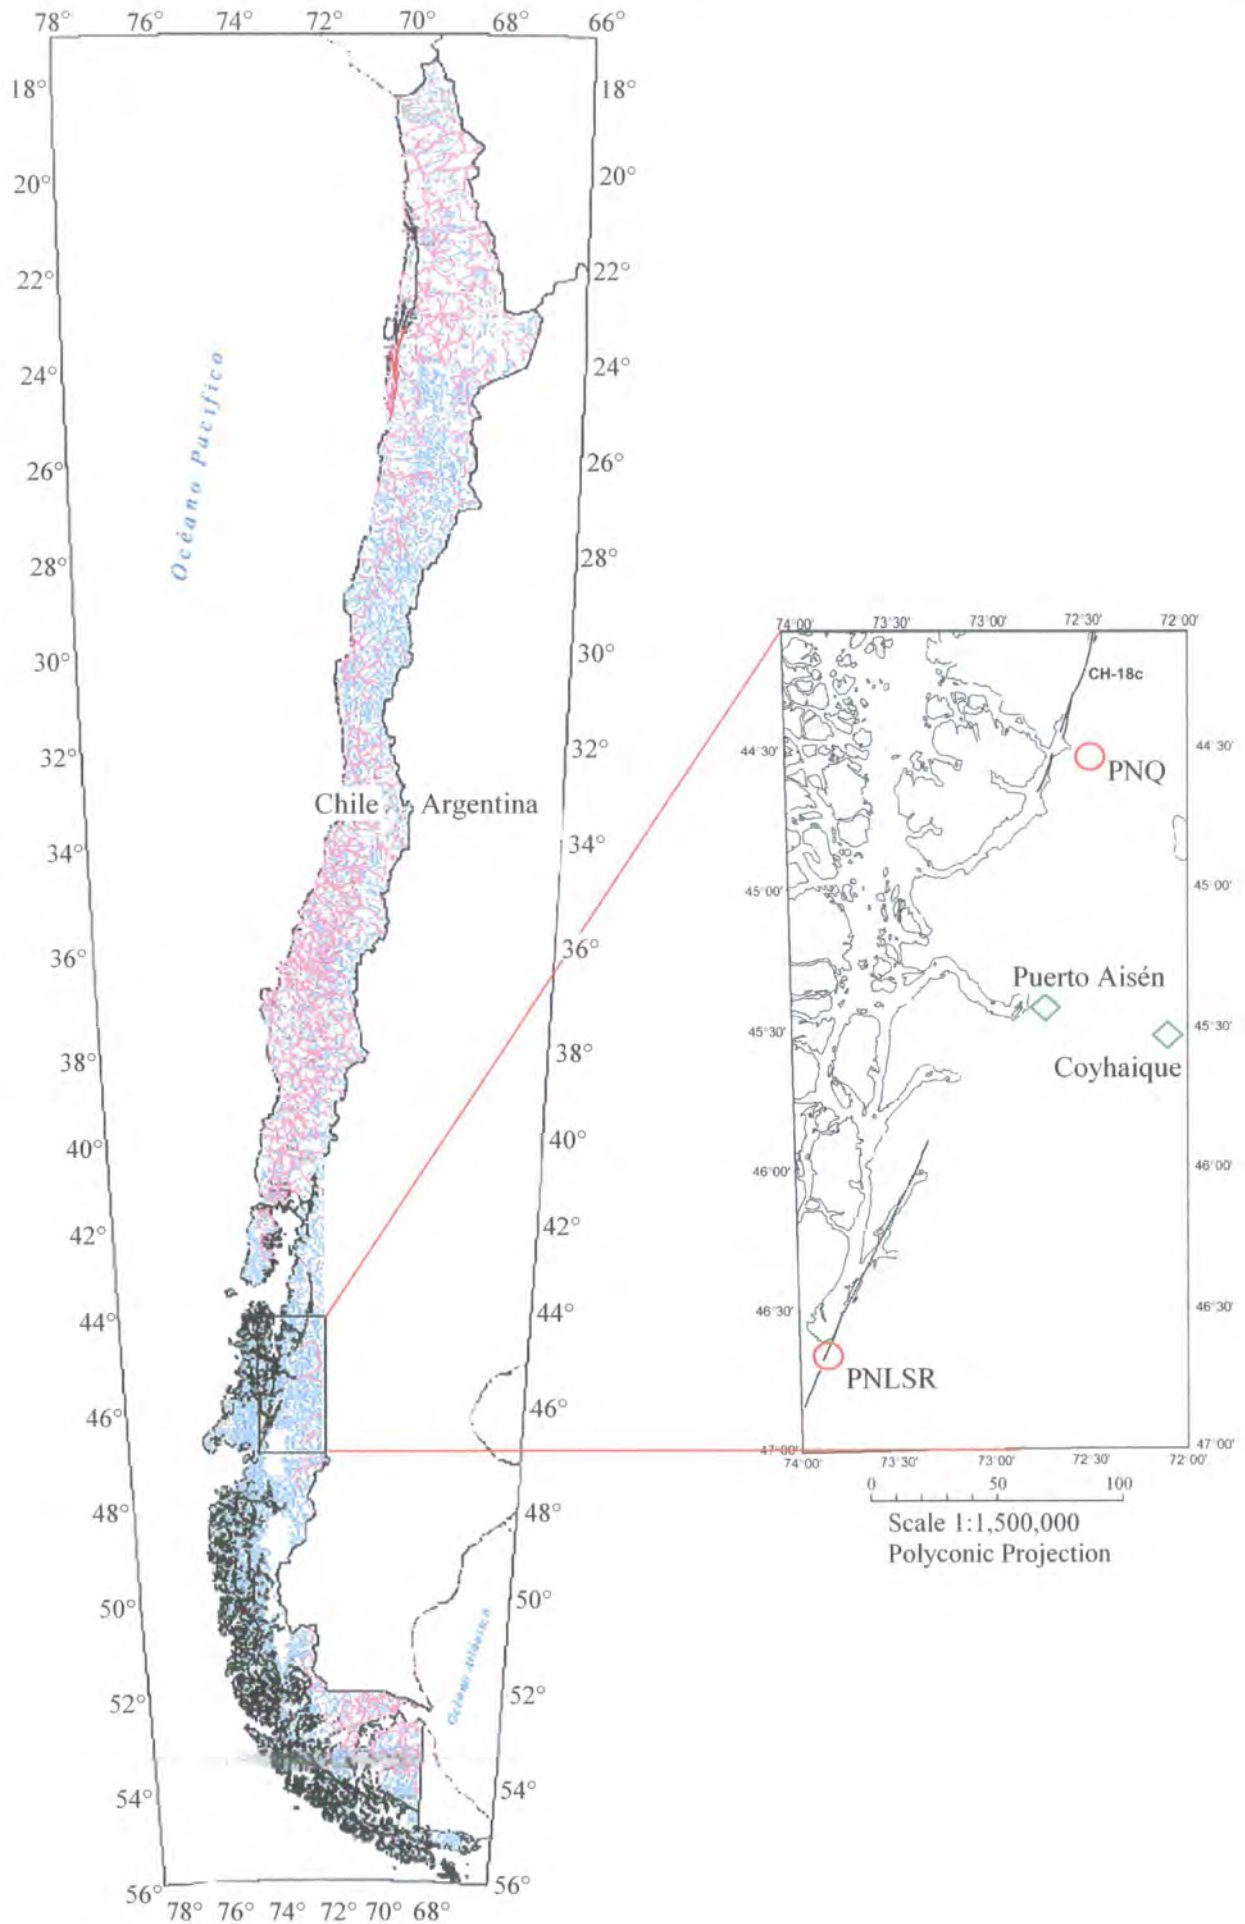 78° 76° 74° 72° 70° 68° 66°
18° 18°
20° 20°
22° 22°
24° 24°
26° 26°
28° 28°
30° 30°
32° 32°
34° 34°
36° 36°
38° 38°
40° 40°
42° 42°
44° 44°
46° 46°
48° 48°
50° 50°
52° 52°
54° 54°
56° 56°
78° 76° 74° 72° 70° 68°
Océano Pacífico
Chile Argentina
Océano Atlántico
74°00' 73°30' 73°00' 72°30' 72°00'
CH-18c
44°30' 44°30'
PNQ
45°00' 45°00'
Puerto Aisén
45°30' 45°30'
Coyhaique
46°00' 46°00'
46°30' 46°30'
PNLSR
47°00' 47°00'
74°00' 73°30' 73°00' 72°30' 72°00'
0 50 100
Scale 1:1,500,000
Polyconic Projection